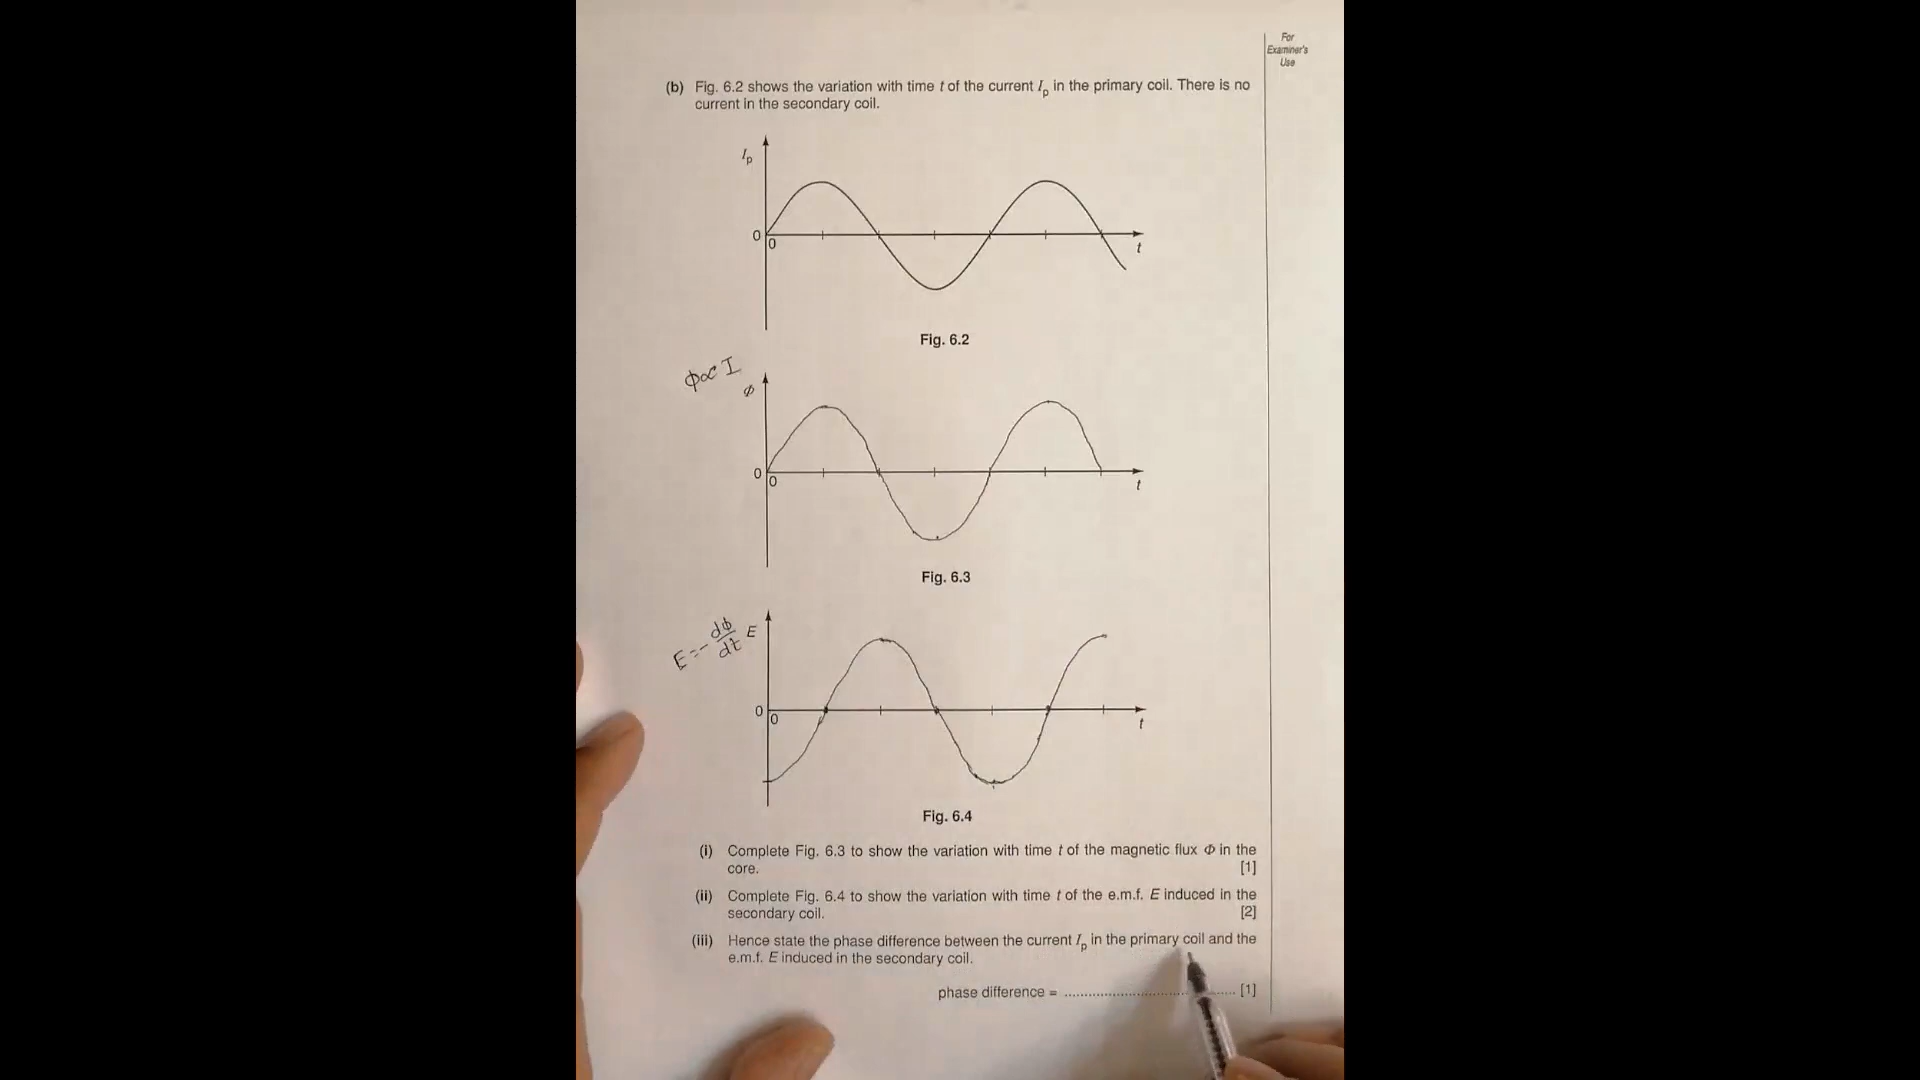 For
Examiner's
Use
(b) Fig. 6.2 shows the variation with time t of the current Ip in the primary coil. There is no
current in the secondary coil.
Ip
0
0
t
Fig. 6.2
Φ∝ I
Φ
0
0
t
Fig. 6.3
E=-dΦ/dt
E
0
0
t
Fig. 6.4
(i) Complete Fig. 6.3 to show the variation with time t of the magnetic flux Φ in the
core. [1]
(ii) Complete Fig. 6.4 to show the variation with time t of the e.m.f. E induced in the
secondary coil. [2]
(iii) Hence state the phase difference between the current Ip in the primary coil and the
e.m.f. E induced in the secondary coil.
phase difference = ........................................ [1]